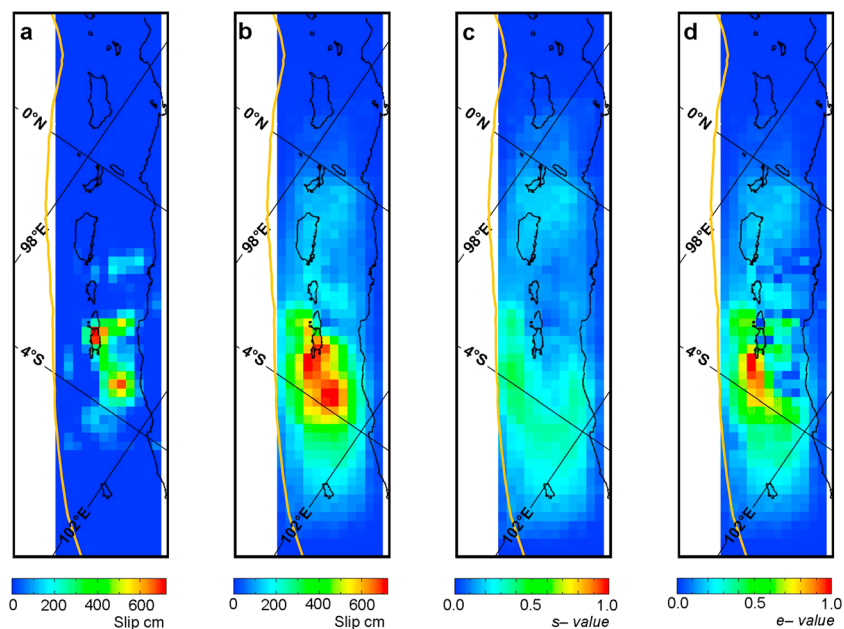 a b c d
0°N 0°N 0°N 0°N
98°E 98°E 98°E 98°E
4°S 4°S 4°S 4°S
102°E 102°E 102°E 102°E
0 200 400 600 0 200 400 600 0.0 0.5 1.0 0.0 0.5 1.0
Slip cm Slip cm s– value e– value